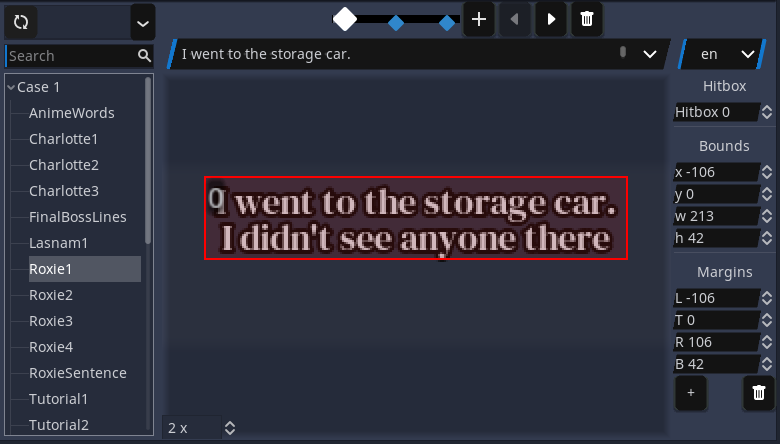 Search
Case 1
AnimeWords
Charlotte1
Charlotte2
Charlotte3
FinalBossLines
Lasnam1
Roxie1
Roxie2
Roxie3
Roxie4
RoxieSentence
Tutorial1
Tutorial2
I went to the storage car.
0
I went to the storage car.
I didn't see anyone there
2 x
en
Hitbox
Hitbox 0
Bounds
x -106
y 0
w 213
h 42
Margins
L -106
T 0
R 106
B 42
+